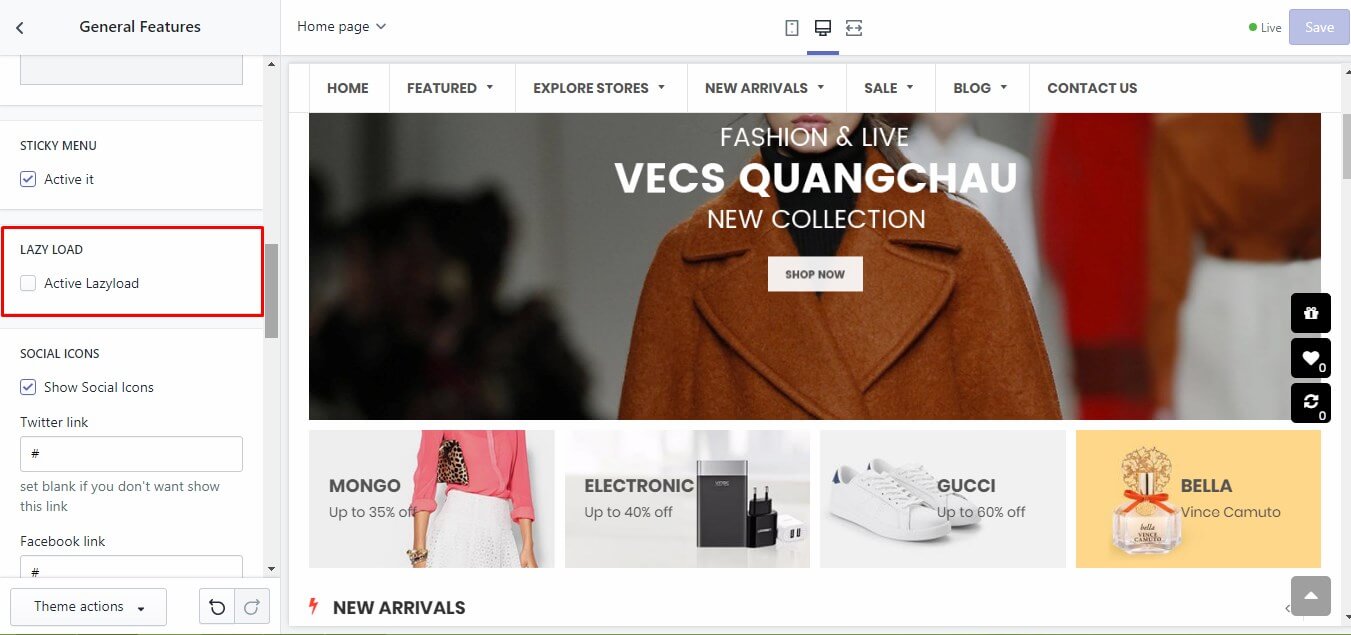 General Features
Home page
Live
Save
STICKY MENU
Active it
LAZY LOAD
Active Lazyload
SOCIAL ICONS
Show Social Icons
Twitter link
#
set blank if you don't want show
this link
Facebook link
#
Theme actions
HOME
FEATURED
EXPLORE STORES
NEW ARRIVALS
SALE
BLOG
CONTACT US
FASHION & LIVE
VECS QUANGCHAU
NEW COLLECTION
SHOP NOW
0
0
MONGO
Up to 35% off
ELECTRONIC
Up to 40% off
GUCCI
Up to 60% off
BELLA
Vince Camuto
bella
VINCE CAMUTO
NEW ARRIVALS